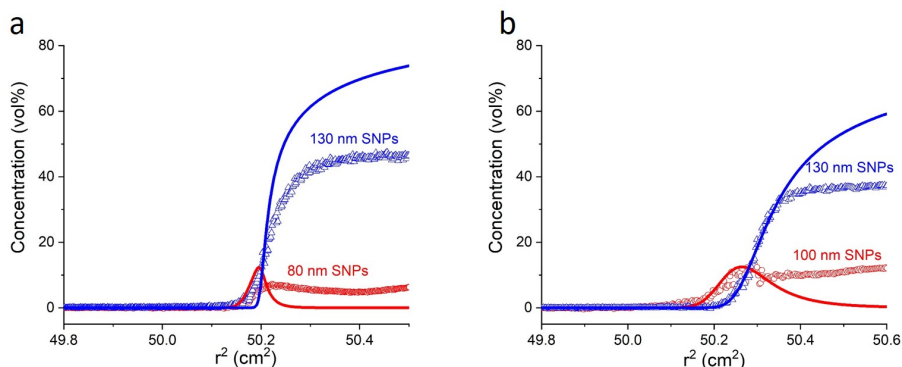 a
80
60
40
20
0
Concentration (vol%)
130 nm SNPs
80 nm SNPs
49.8
50.0
50.2
50.4
r² (cm²)
b
80
60
40
20
0
Concentration (vol%)
130 nm SNPs
100 nm SNPs
49.8
50.0
50.2
50.4
50.6
r² (cm²)